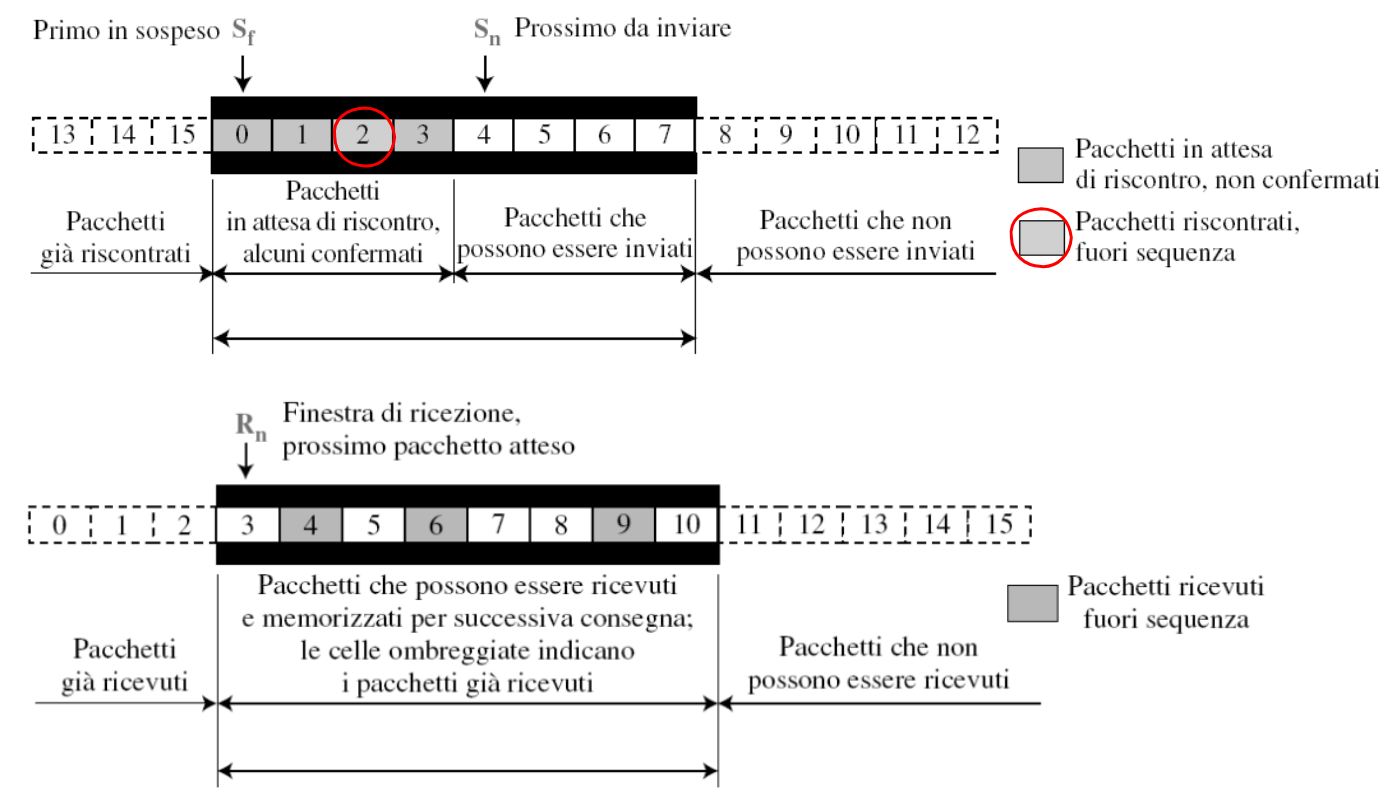 Primo in sospeso Sf
Sn Prossimo da inviare
13 14 15 0 1 2 3 4 5 6 7 8 9 10 11 12
Pacchetti
già riscontrati
Pacchetti
in attesa di riscontro,
alcuni confermati
Pacchetti che
possono essere inviati
Pacchetti che non
possono essere inviati
Pacchetti in attesa
di riscontro, non confermati
Pacchetti riscontrati,
fuori sequenza
Rn
Finestra di ricezione,
prossimo pacchetto atteso
0 1 2 3 4 5 6 7 8 9 10 11 12 13 14 15
Pacchetti
già ricevuti
Pacchetti che possono essere ricevuti
e memorizzati per successiva consegna;
le celle ombreggiate indicano
i pacchetti già ricevuti
Pacchetti che non
possono essere ricevuti
Pacchetti ricevuti
fuori sequenza